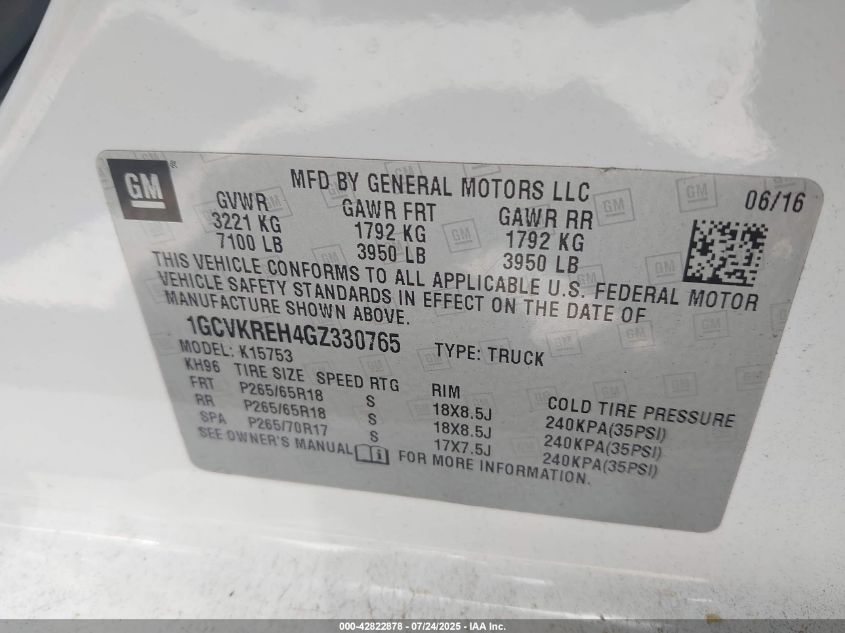 GM
MFD BY GENERAL MOTORS LLC
06/16
GVWR GAWR FRT GAWR RR
3221 KG 1792 KG 1792 KG
7100 LB 3950 LB 3950 LB
THIS VEHICLE CONFORMS TO ALL APPLICABLE U.S. FEDERAL MOTOR
VEHICLE SAFETY STANDARDS IN EFFECT ON THE DATE OF
MANUFACTURE SHOWN ABOVE.
1GCVKREH4GZ330765 TYPE: TRUCK
MODEL: K15753
KH96 TIRE SIZE SPEED RTG RIM COLD TIRE PRESSURE
FRT P265/65R18 S 18X8.5J 240KPA(35PSI)
RR P265/65R18 S 18X8.5J 240KPA(35PSI)
SPA P265/70R17 S 17X7.5J 240KPA(35PSI)
SEE OWNER'S MANUAL FOR MORE INFORMATION.
000-42822878 - 07/24/2025 - IAA Inc.